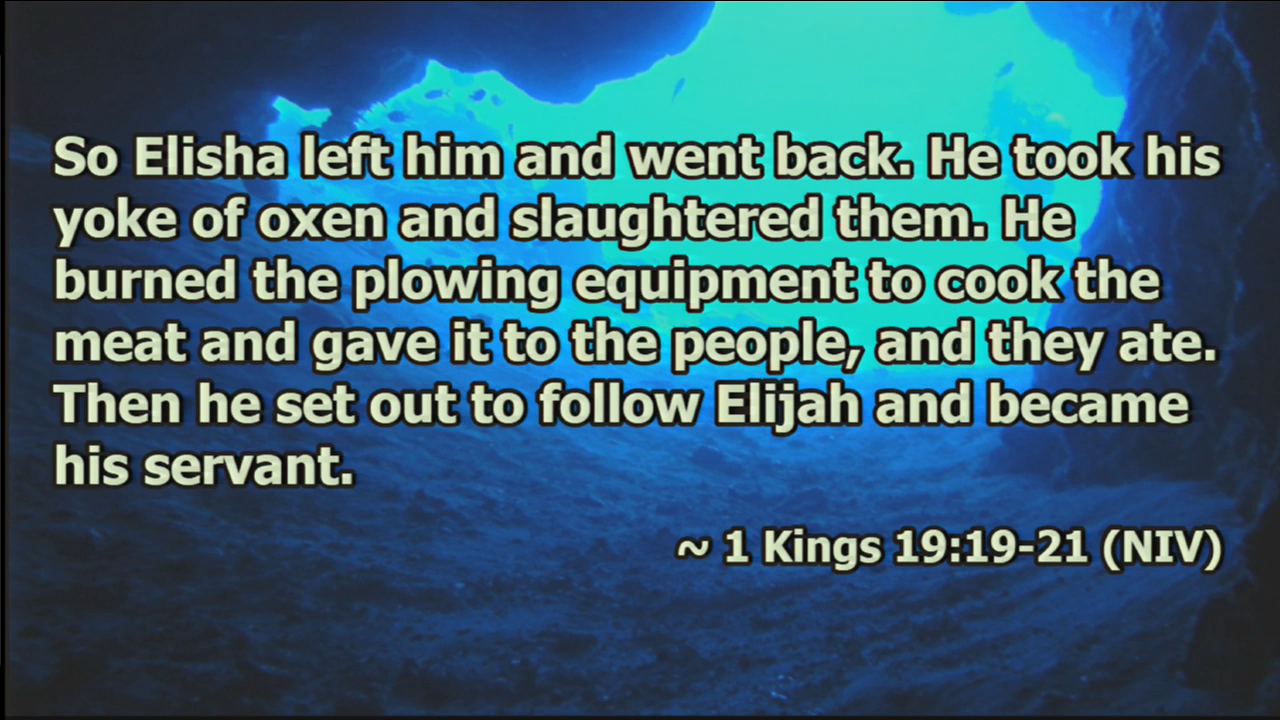 So Elisha left him and went back. He took his
yoke of oxen and slaughtered them. He
burned the plowing equipment to cook the
meat and gave it to the people, and they ate.
Then he set out to follow Elijah and became
his servant.
~ 1 Kings 19:19-21 (NIV)